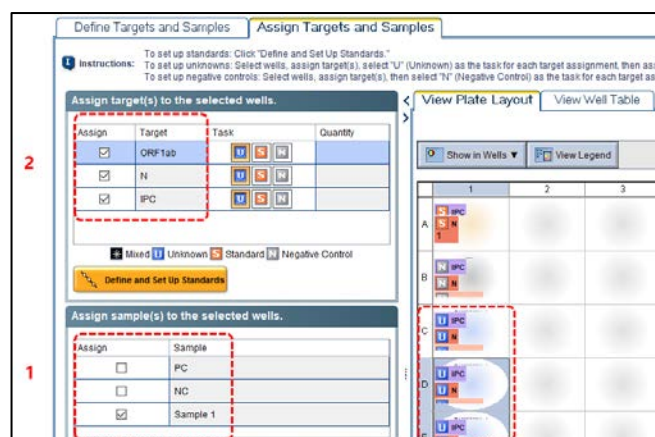 Define Targets and Samples
Assign Targets and Samples
Instructions:
To set up standards: Click "Define and Set Up Standards."
To set up unknowns: Select wells, assign target(s), select "U" (Unknown) as the task for each target assignment, then ass
To set up negative controls: Select wells, assign target(s), then select "N" (Negative Control) as the task for each target as
Assign target(s) to the selected wells.
Assign Target Task Quantity
2
ORF1ab U S N
N U S N
IPC U S N
Mixed U Unknown S Standard N Negative Control
Define and Set Up Standards
Assign sample(s) to the selected wells.
Assign Sample
1
PC
NC
Sample 1
View Plate Layout
View Well Table
Show in Wells ▼
View Legend
1 2 3
A
S IPC
S N
1
B
N IPC
N N
C
U IPC
U N
D
U IPC
U N
E
U IPC